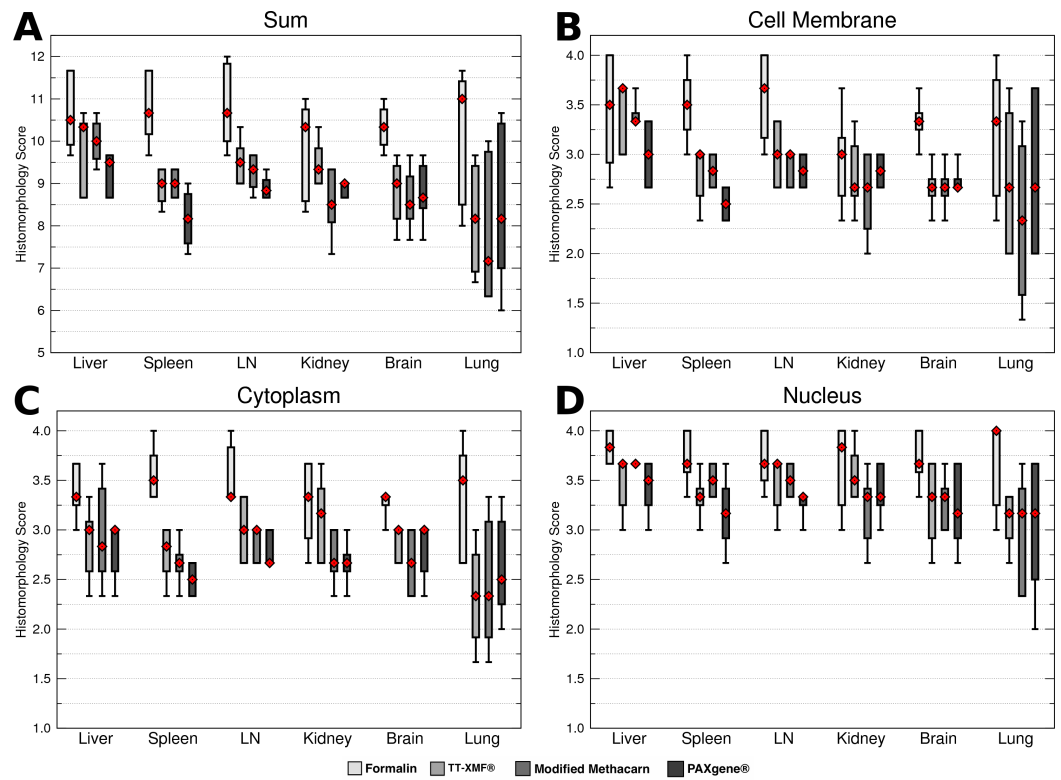 A
Sum
Histomorphology Score
12
11
10
9
8
7
6
5
Liver Spleen LN Kidney Brain Lung
B
Cell Membrane
Histomorphology Score
4.0
3.5
3.0
2.5
2.0
1.5
1.0
Liver Spleen LN Kidney Brain Lung
C
Cytoplasm
Histomorphology Score
4.0
3.5
3.0
2.5
2.0
1.5
1.0
Liver Spleen LN Kidney Brain Lung
D
Nucleus
Histomorphology Score
4.0
3.5
3.0
2.5
2.0
1.5
1.0
Liver Spleen LN Kidney Brain Lung
Formalin TT-XMF® Modified Methacarn PAXgene®